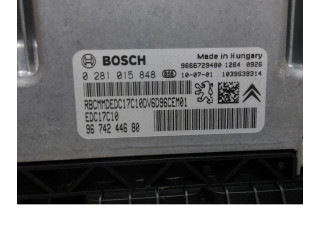 BOSCH
Made in Hungary
9666729480 1264 0926
0 281 015 848 10-07-01 1039S39314
RBCMMDEDC17C10DV6D96CEM01
EDC17C10
96 742 446 80